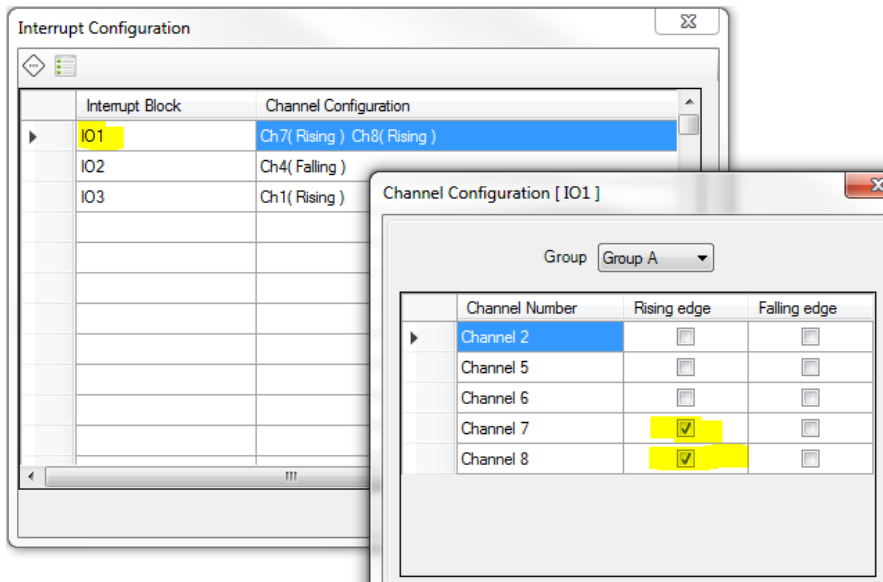 Interrupt Configuration
Interrupt Block Channel Configuration
IO1 Ch7( Rising ) Ch8( Rising )
IO2 Ch4( Falling )
IO3 Ch1( Rising )
Channel Configuration [ IO1 ]
Group Group A
Channel Number Rising edge Falling edge
Channel 2
Channel 5
Channel 6
Channel 7
Channel 8